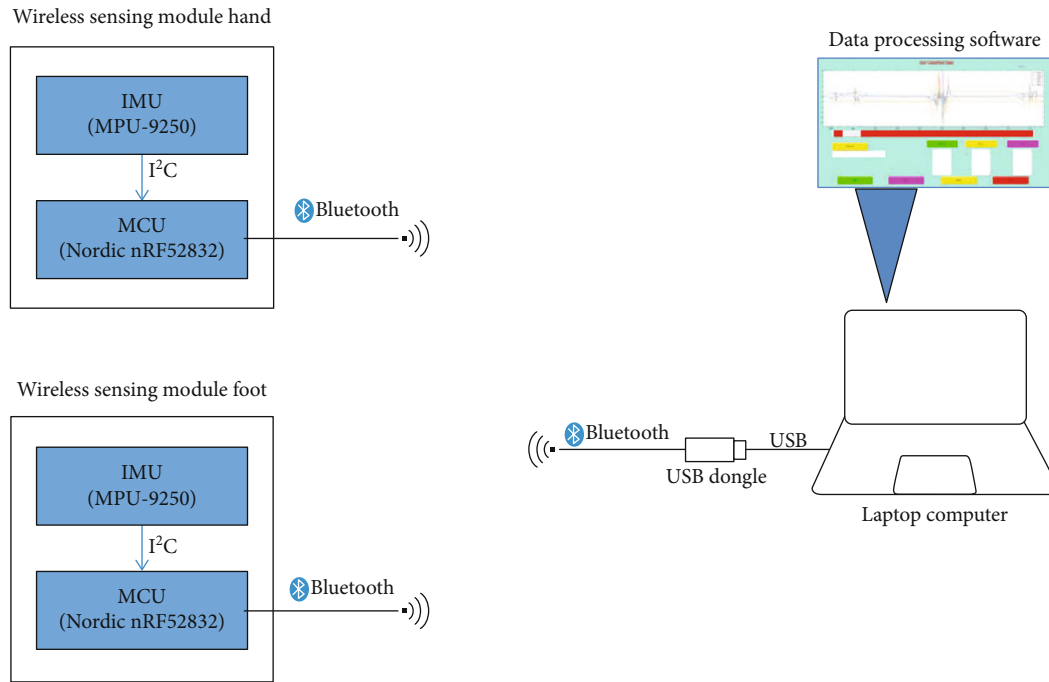 Wireless sensing module hand
IMU
(MPU-9250)
I²C
MCU
(Nordic nRF52832)
Bluetooth
Wireless sensing module foot
IMU
(MPU-9250)
I²C
MCU
(Nordic nRF52832)
Bluetooth
Data processing software
Bluetooth
USB
USB dongle
Laptop computer